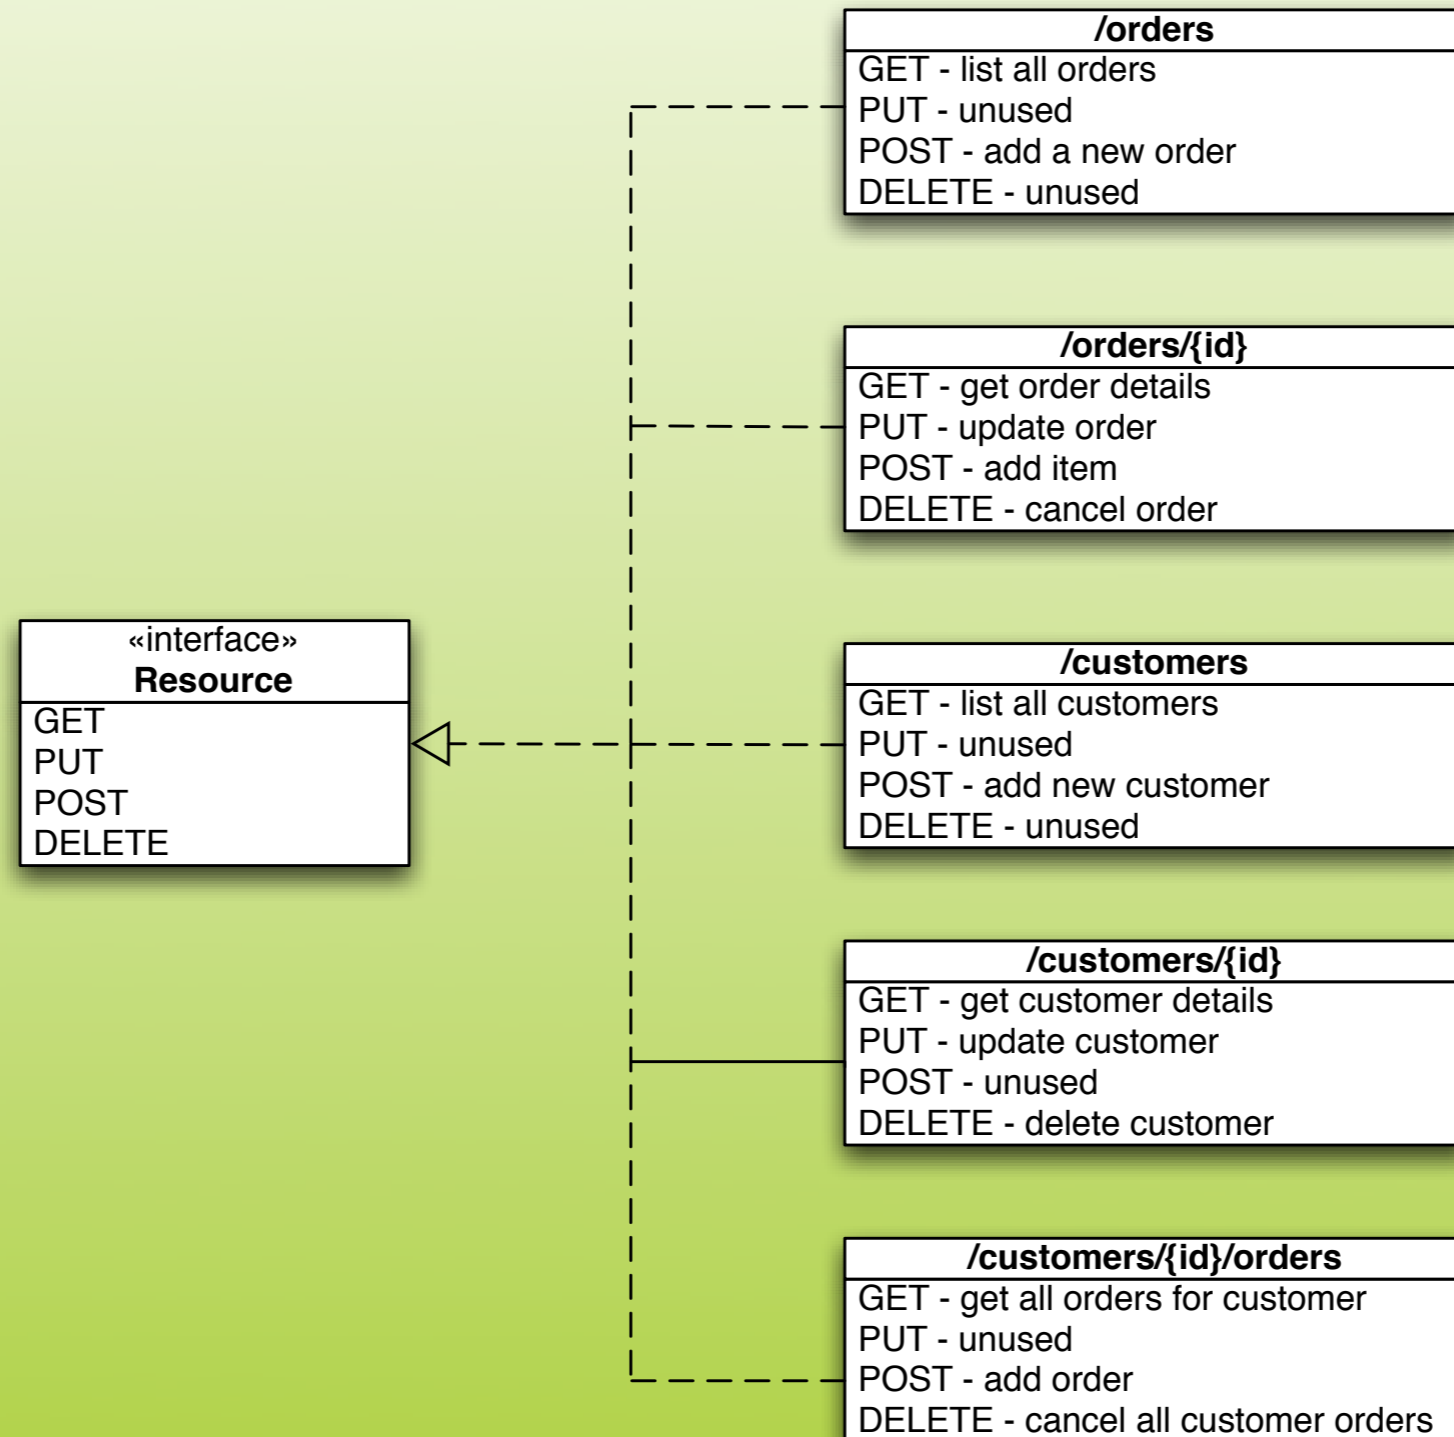 /orders
GET - list all orders
PUT - unused
POST - add a new order
DELETE - unused
/orders/{id}
GET - get order details
PUT - update order
POST - add item
DELETE - cancel order
«interface»
Resource
GET
PUT
POST
DELETE
/customers
GET - list all customers
PUT - unused
POST - add new customer
DELETE - unused
/customers/{id}
GET - get customer details
PUT - update customer
POST - unused
DELETE - delete customer
/customers/{id}/orders
GET - get all orders for customer
PUT - unused
POST - add order
DELETE - cancel all customer orders